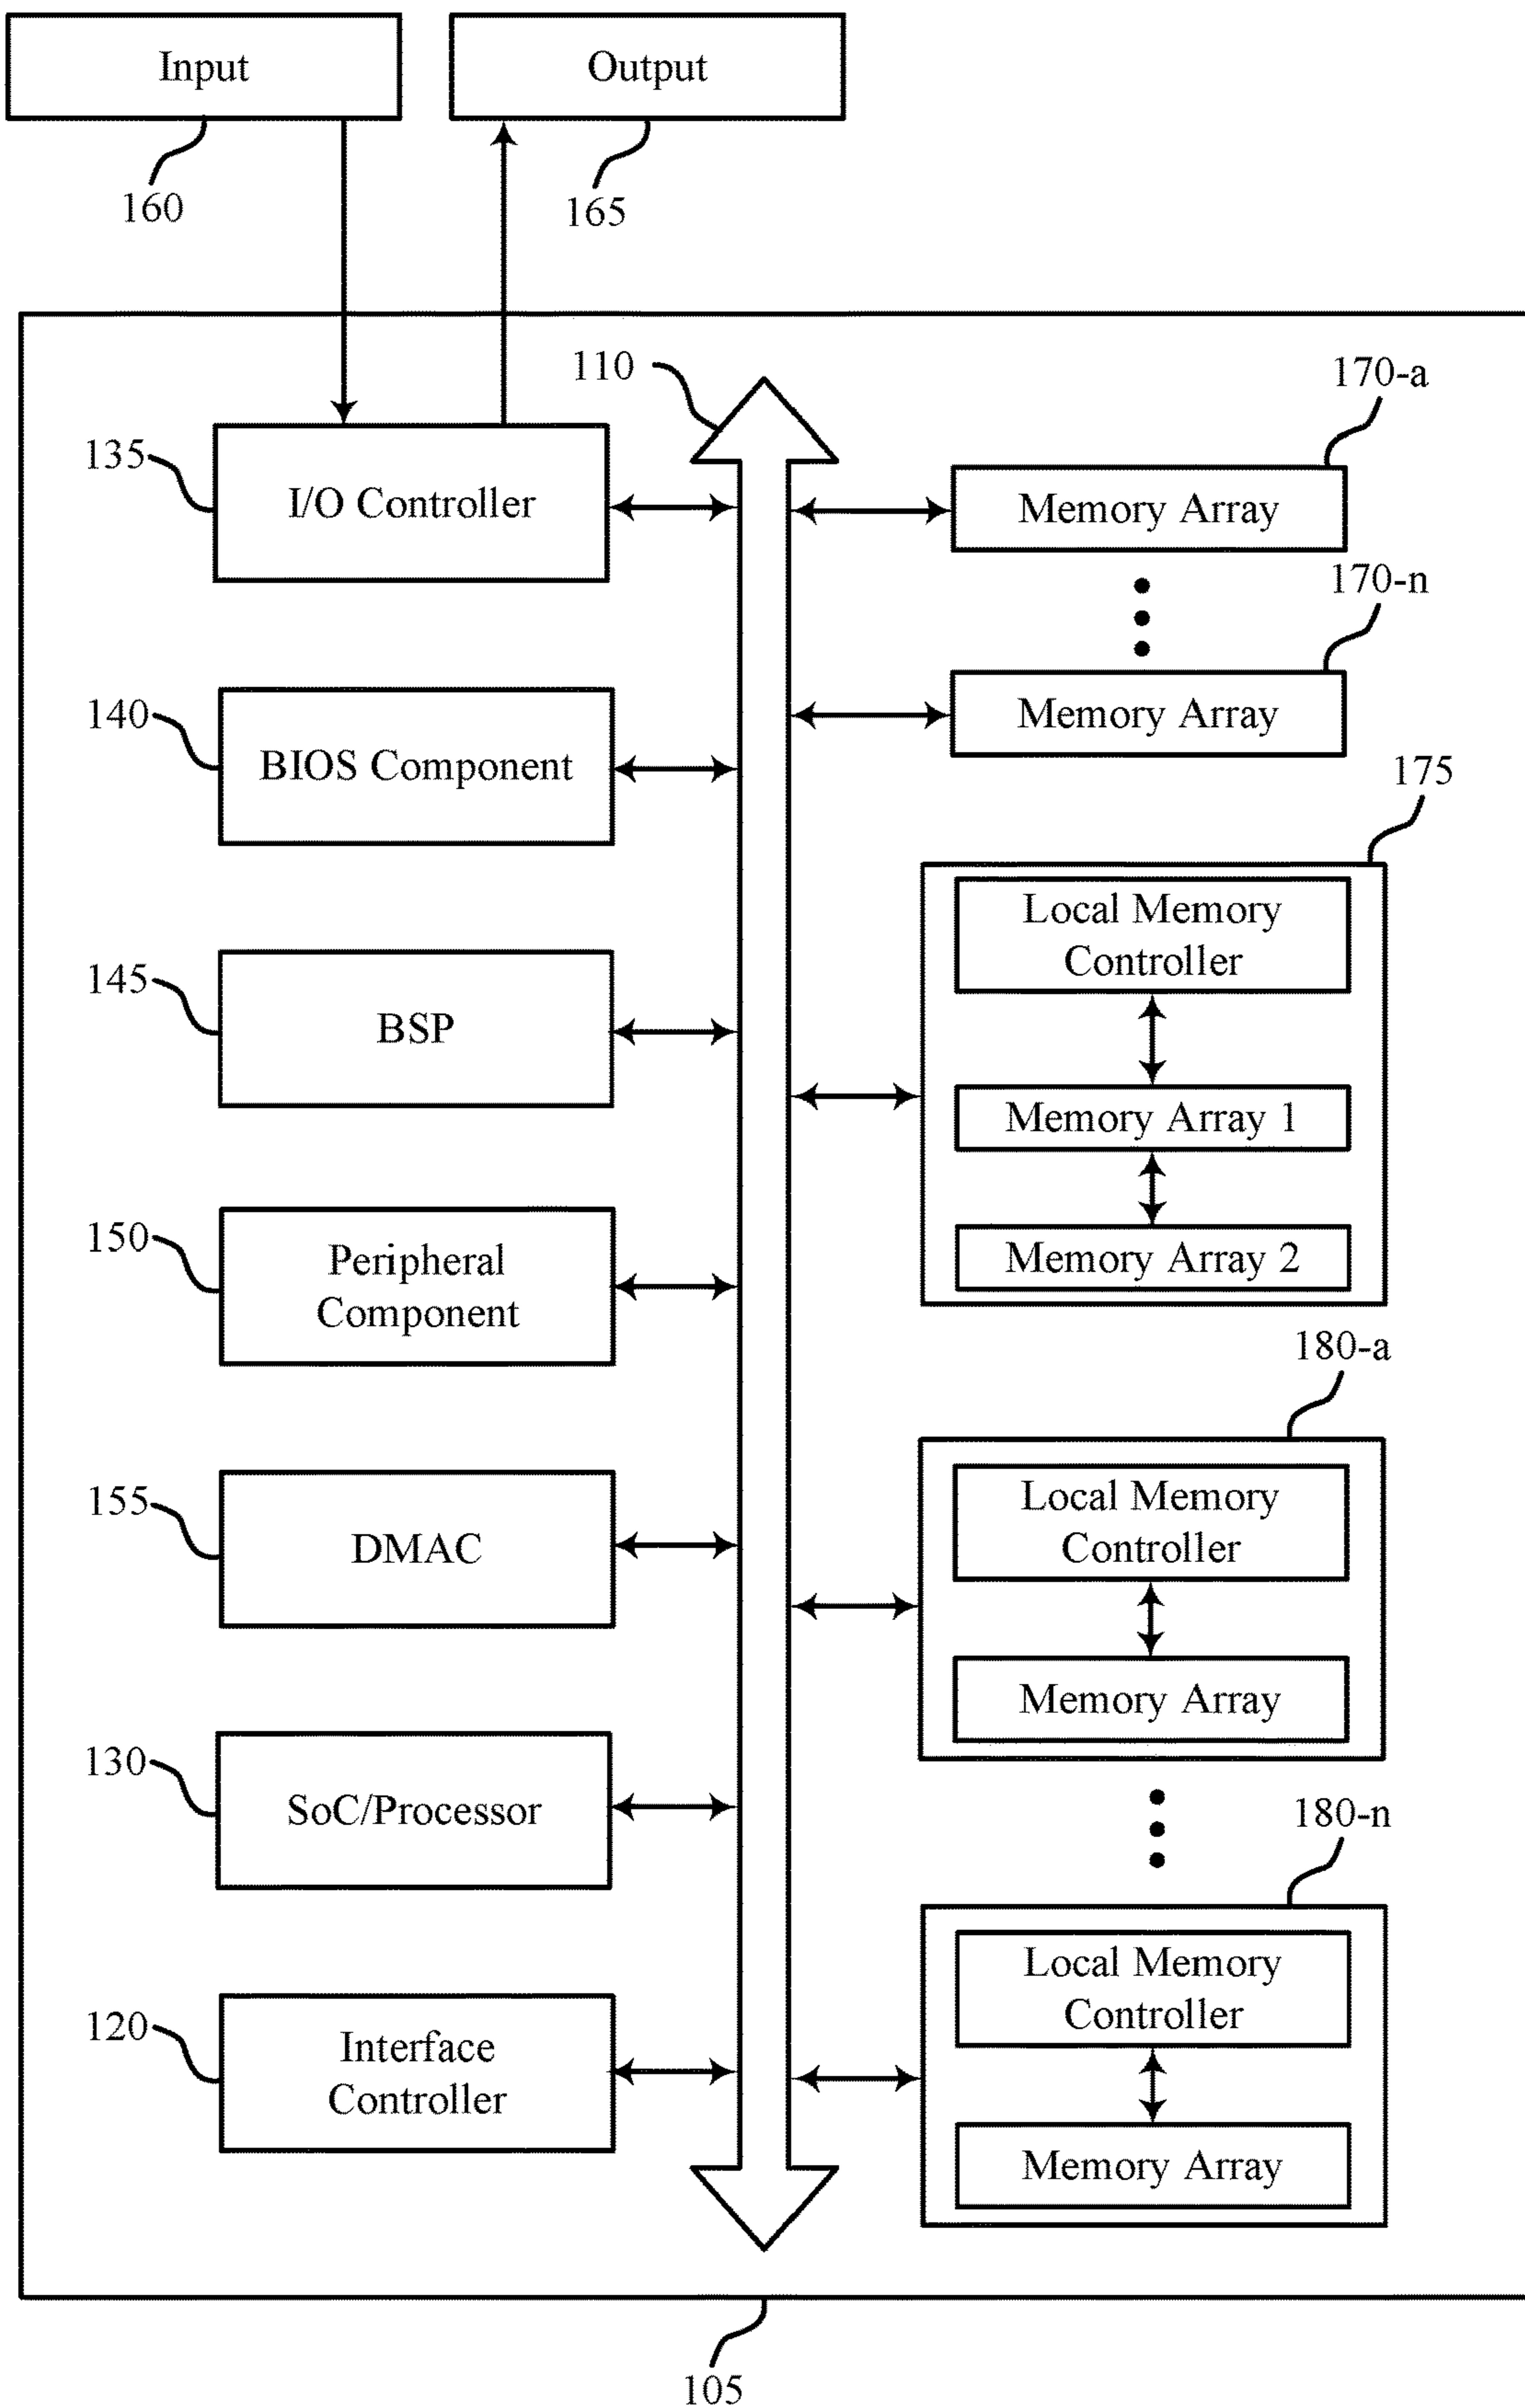 Input
Output
160
165
110
170-a
135
I/O Controller
Memory Array
170-n
140
BIOS Component
Memory Array
175
Local Memory
Controller
145
BSP
Memory Array 1
150
Peripheral
Component
Memory Array 2
180-a
155
DMAC
Local Memory
Controller
Memory Array
130
SoC/Processor
180-n
120
Interface
Controller
Local Memory
Controller
Memory Array
105